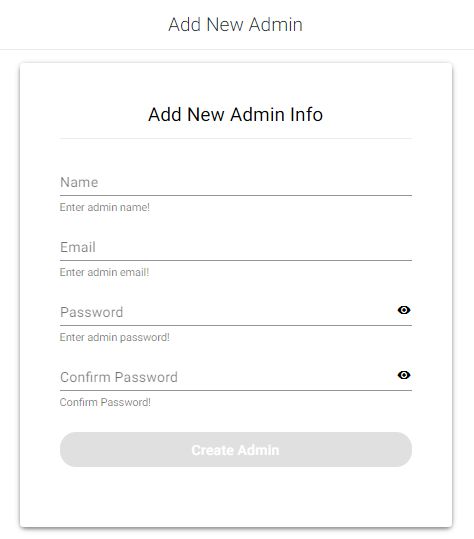 Add New Admin
Add New Admin Info
Name
Enter admin name!
Email
Enter admin email!
Password
Enter admin password!
Confirm Password
Confirm Password!
Create Admin